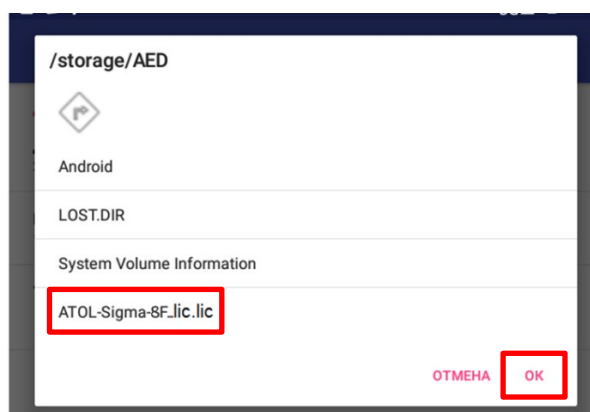 /storage/AED
Android
LOST.DIR
System Volume Information
ATOL-Sigma-8F_lic.lic
ОТМЕНА OK